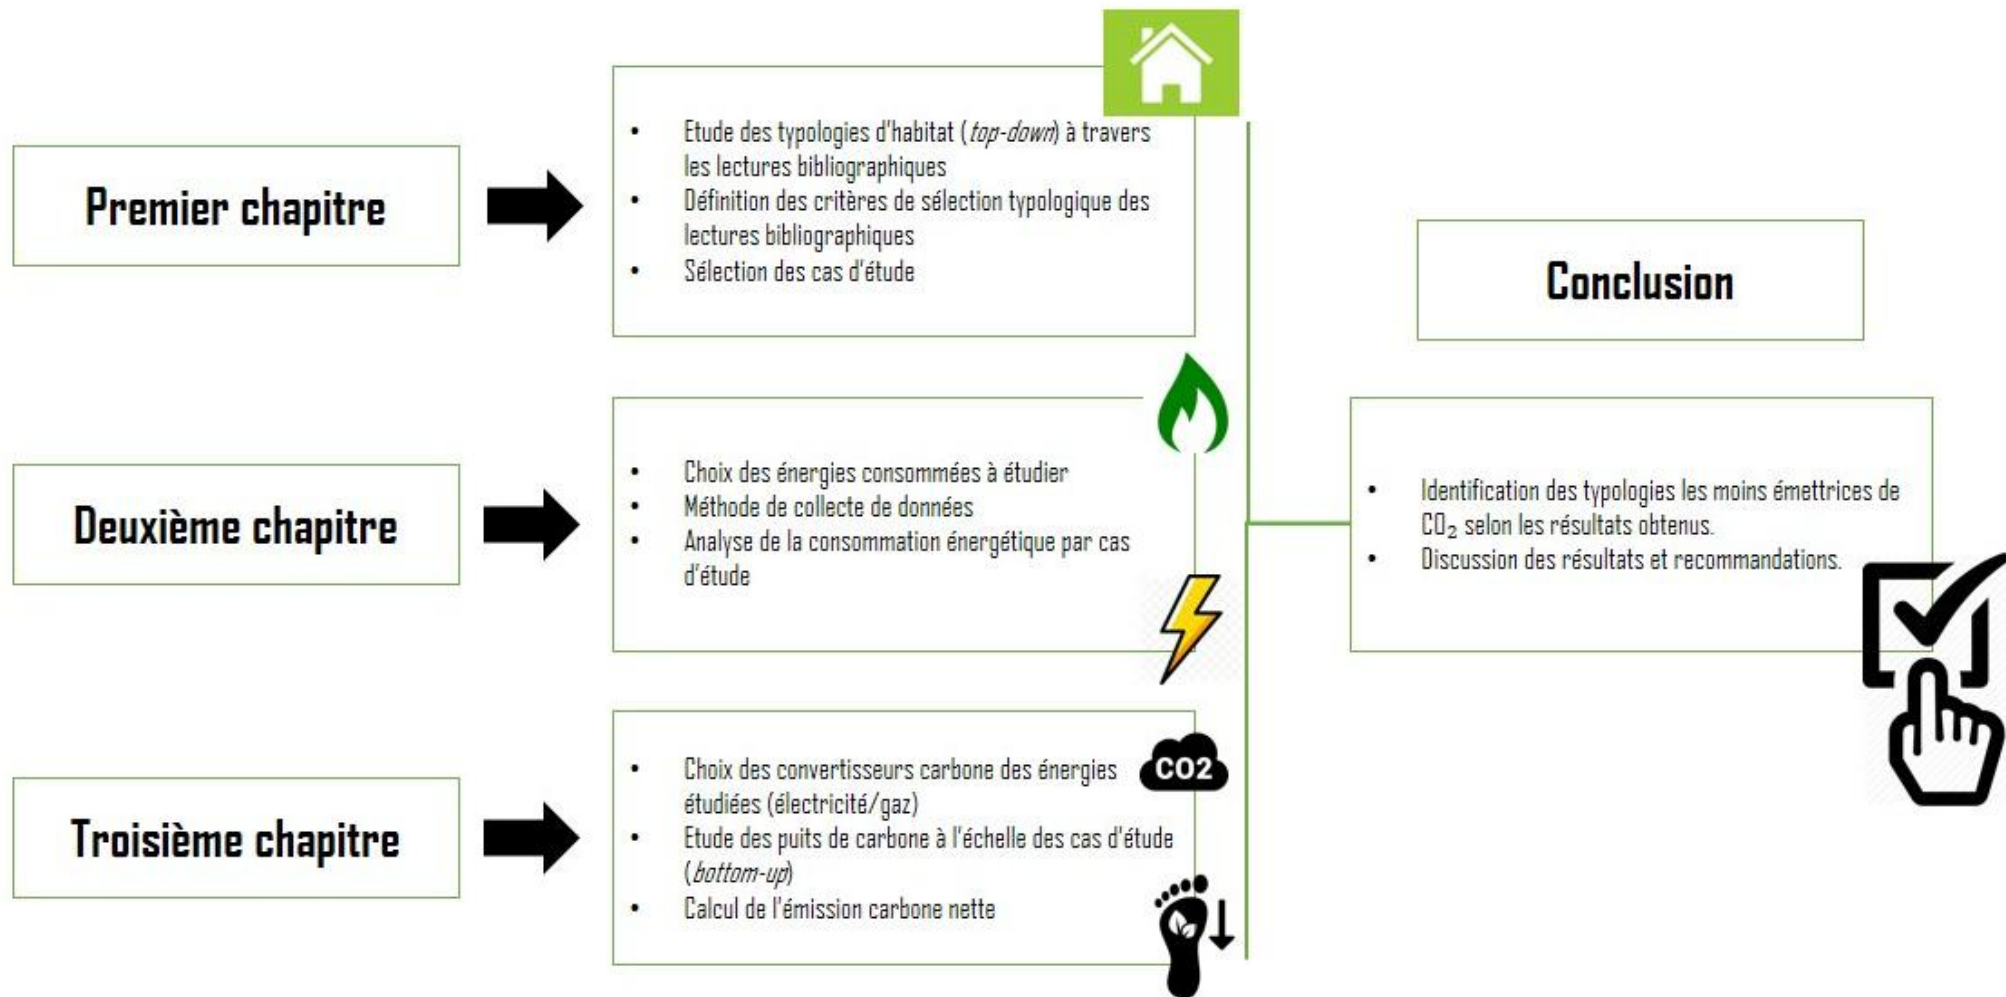 Premier chapitre
• Etude des typologies d'habitat (top-down) à travers
les lectures bibliographiques
• Définition des critères de sélection typologique des
lectures bibliographiques
• Sélection des cas d'étude
Deuxième chapitre
• Choix des énergies consommées à étudier
• Méthode de collecte de données
• Analyse de la consommation énergétique par cas
d'étude
Troisième chapitre
• Choix des convertisseurs carbone des énergies
étudiées (électricité/gaz)
• Etude des puits de carbone à l'échelle des cas d'étude
(bottom-up)
• Calcul de l'émission carbone nette
CO2
Conclusion
• Identification des typologies les moins émettrices de
CO₂ selon les résultats obtenus.
• Discussion des résultats et recommandations.